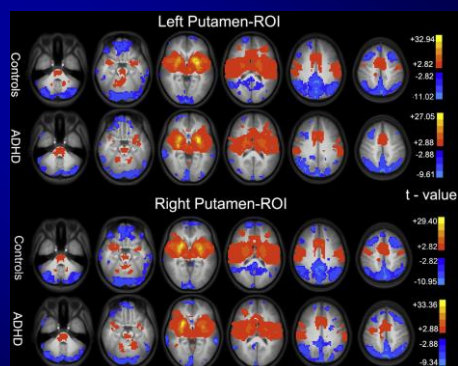 Left Putamen-ROI
Controls
+32.94
+2.82
-2.82
-11.02
ADHD
+27.05
+2.88
-2.88
-9.61
t - value
Right Putamen-ROI
Controls
+29.40
+2.82
-2.82
-10.95
ADHD
+33.36
+2.88
-2.88
-9.34